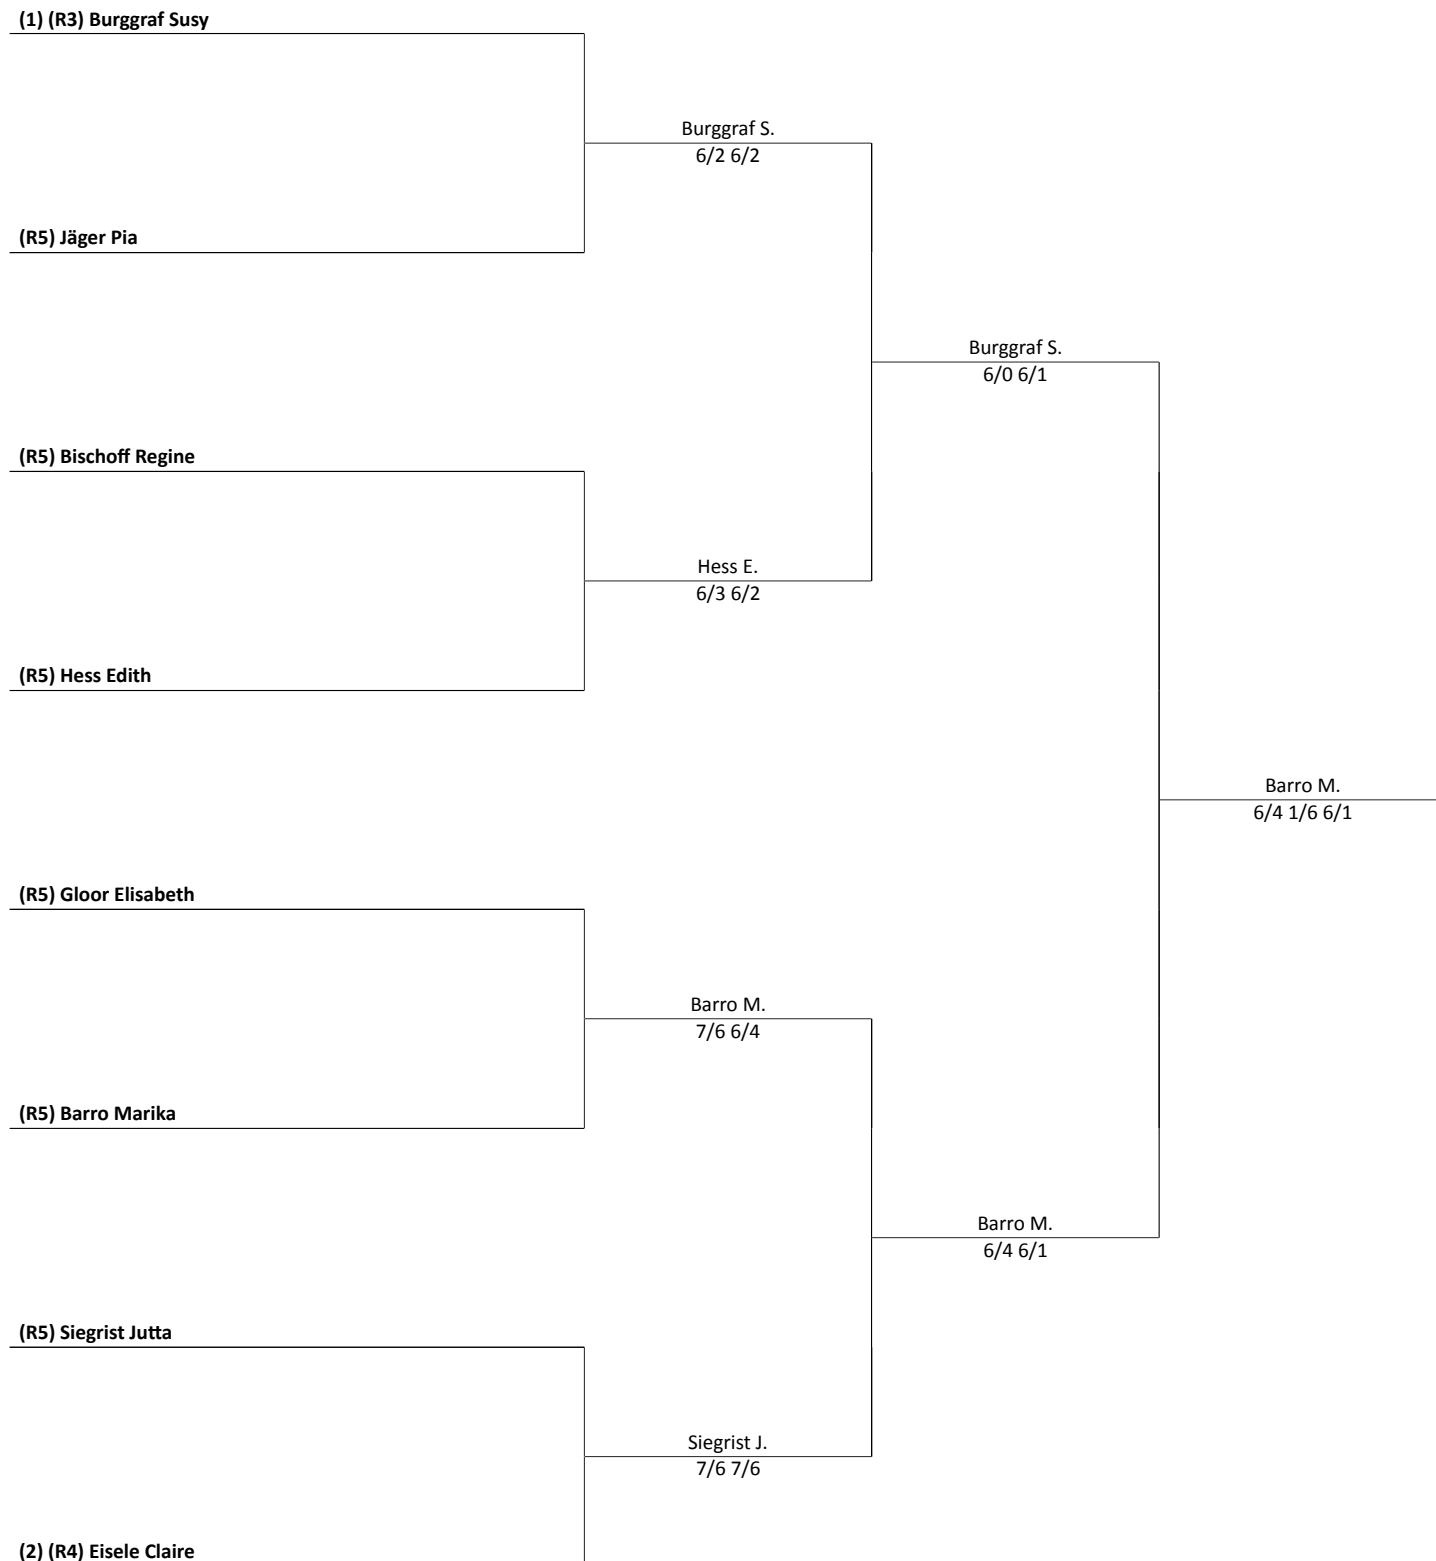 (1) (R3) Burggraf Susy
Burggraf S.
6/2 6/2
(R5) Jäger Pia
Burggraf S.
6/0 6/1
(R5) Bischoff Regine
Hess E.
6/3 6/2
(R5) Hess Edith
Barro M.
6/4 1/6 6/1
(R5) Gloor Elisabeth
Barro M.
7/6 6/4
(R5) Barro Marika
Barro M.
6/4 6/1
(R5) Siegrist Jutta
Siegrist J.
7/6 7/6
(2) (R4) Eisele Claire